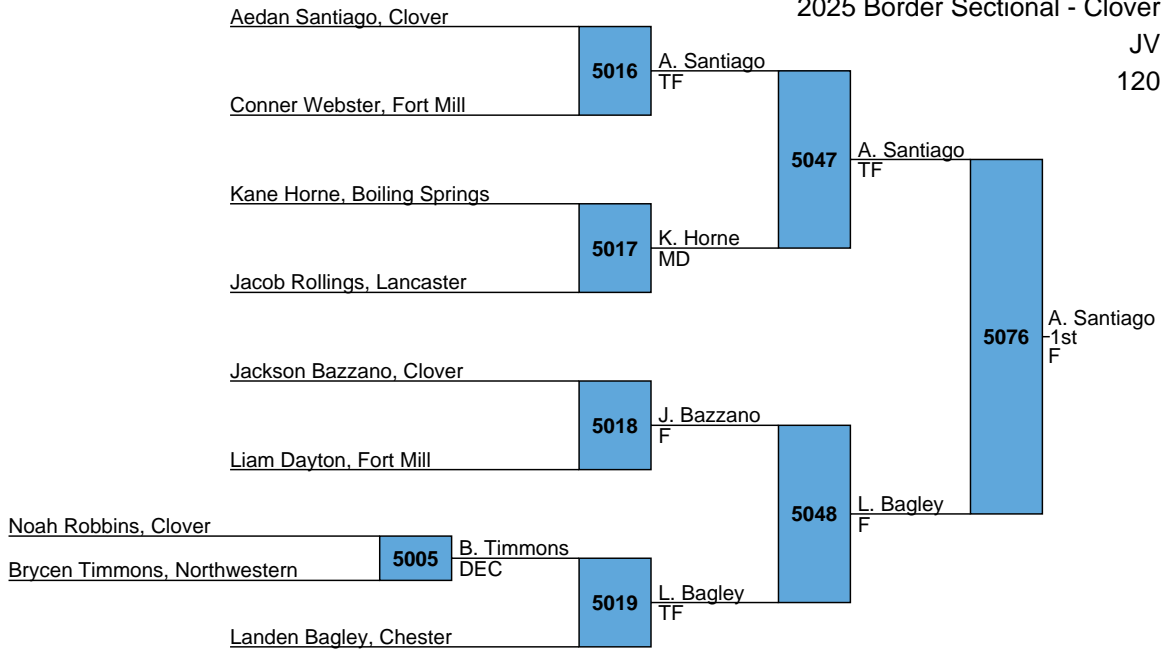 2025 Border Sectional - Clover
JV
120
Aedan Santiago, Clover
5016
A. Santiago
TF
Conner Webster, Fort Mill
5047
A. Santiago
TF
Kane Horne, Boiling Springs
5017
K. Horne
MD
Jacob Rollings, Lancaster
5076
A. Santiago
1st
F
Jackson Bazzano, Clover
5018
J. Bazzano
F
Liam Dayton, Fort Mill
5048
L. Bagley
F
Noah Robbins, Clover
5005
B. Timmons
DEC
Brycen Timmons, Northwestern
5019
L. Bagley
TF
Landen Bagley, Chester